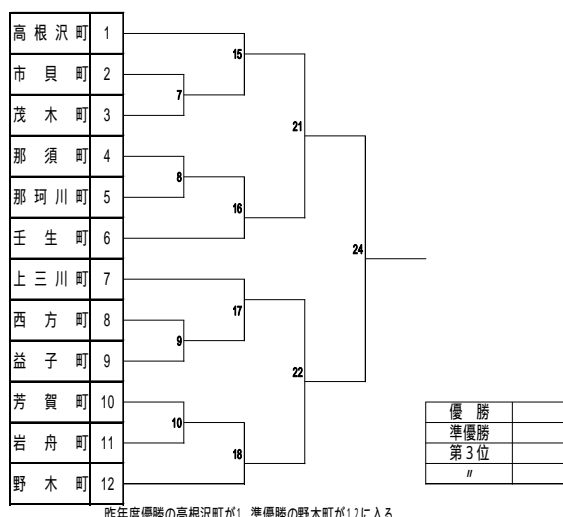 高根沢町 1
市貝町 2
茂木町 3
那須町 4
那珂川町 5
壬生町 6
上三川町 7
西方町 8
益子町 9
芳賀町 10
岩舟町 11
野木町 12
15
7
21
8
16
24
17
9
22
10
18
優勝
準優勝
第3位
〃
昨年度優勝の高根沢町が1,準優勝の野木町が12に入る